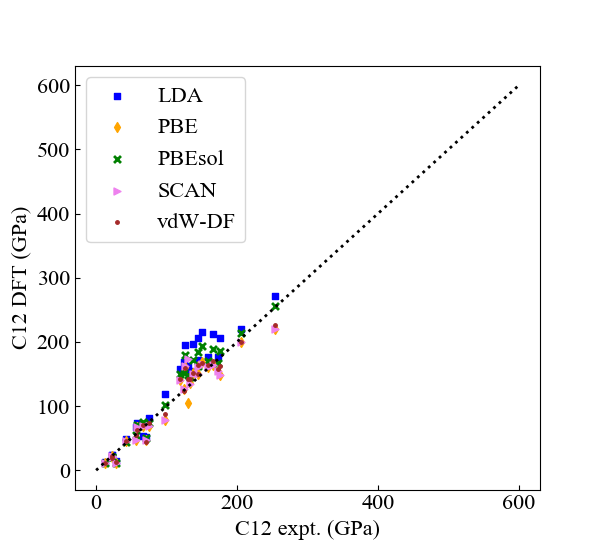 LDA
PBE
PBEsol
SCAN
vdW-DF
600
500
400
300
200
100
0
C12 DFT (GPa)
0 200 400 600
C12 expt. (GPa)